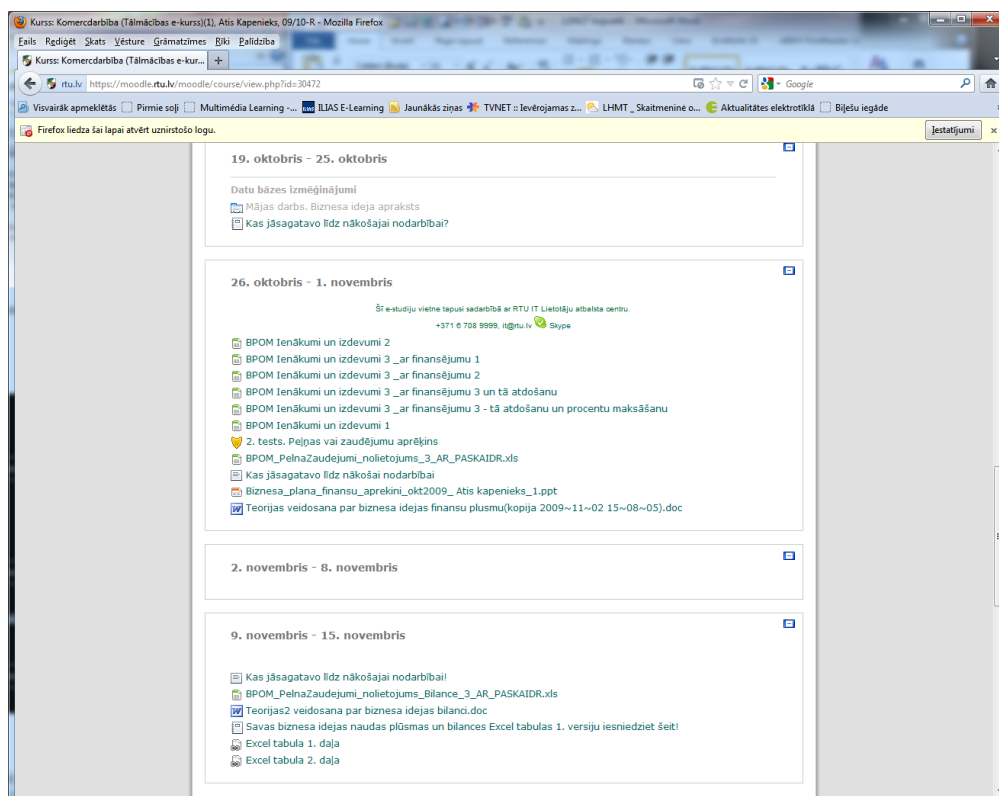 Kurss: Komercdarbība (Tālmācības e-kurss)(1), Atis Kapenieks, 09/10-R - Mozilla Firefox
Fails Rediģēt Skats Vēsture Grāmatzīmes Rīki Palīdzība
Kurss: Komercdarbība (Tālmācības e-kur...
rtu.lv https://moodle.rtu.lv/moodle/course/view.php?id=30472 Google
Visvairāk apmeklētās Pirmie soļi Multimédia Learning -... ILIAS E-Learning Jaunākās ziņas TVNET :: Ievērojamas z... LHMT _ Skaitmeninė o... Aktualitātes elektrotīklā Biļešu iegāde
Firefox liedza šai lapai atvērt uznirstošo logu. Iestatījumi
19. oktobris - 25. oktobris
Datu bāzes izmēģinājumi
Mājas darbs. Biznesa ideja apraksts
Kas jāsagatavo līdz nākošajai nodarbībai?
26. oktobris - 1. novembris
Šī e-studiju vietne tapusi sadarbībā ar RTU IT Lietotāju atbalsta centru.
+371 6 708 9999, it@rtu.lv Skype
BPOM Ienākumi un izdevumi 2
BPOM Ienākumi un izdevumi 3 _ar finansējumu 1
BPOM Ienākumi un izdevumi 3 _ar finansējumu 2
BPOM Ienākumi un izdevumi 3 _ar finansējumu 3 un tā atdošanu
BPOM Ienākumi un izdevumi 3 _ar finansējumu 3 - tā atdošanu un procentu maksāšanu
BPOM Ienākumi un izdevumi 1
2. tests. Peļņas vai zaudējumu aprēķins
BPOM_PelnaZaudejumi_nolietojums_3_AR_PASKAIDR.xls
Kas jāsagatavo līdz nākošai nodarbībai
Biznesa_plana_finansu_aprekini_okt2009_ Atis kapenieks_1.ppt
Teorijas veidosana par biznesa idejas finansu plusmu(kopija 2009~11~02 15~08~05).doc
2. novembris - 8. novembris
9. novembris - 15. novembris
Kas jāsagatavo līdz nākošajai nodarbībai!
BPOM_PelnaZaudejumi_nolietojums_Bilance_3_AR_PASKAIDR.xls
Teorijas2 veidosana par biznesa idejas bilanci.doc
Savas biznesa idejas naudas plūsmas un bilances Excel tabulas 1. versiju iesniedziet šeit!
Excel tabula 1. daļa
Excel tabula 2. daļa